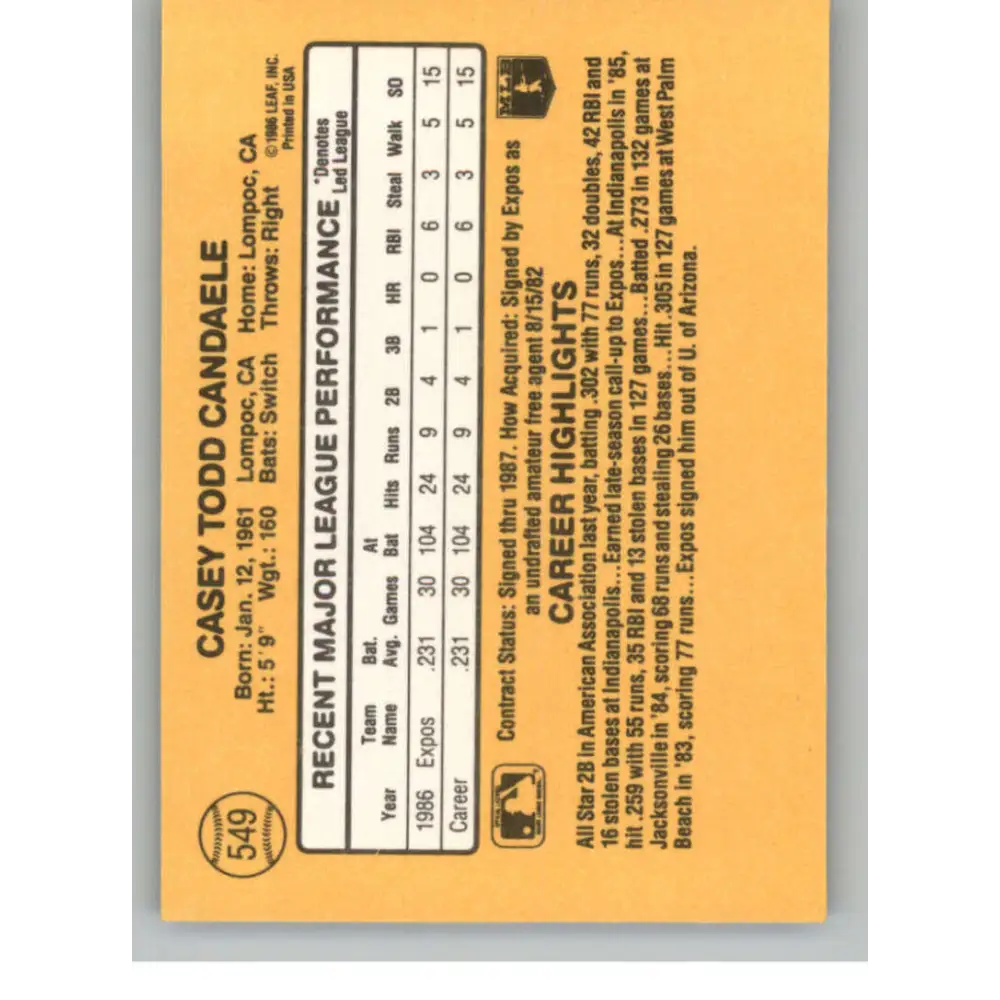 549
CASEY TODD CANDAELE
Born: Jan. 12, 1961 Lompoc, CA Home: Lompoc, CA
Ht.: 5'9" Wgt.: 160 Bats: Switch Throws: Right
©1986 LEAF, INC.
Printed in USA
RECENT MAJOR LEAGUE PERFORMANCE *Denotes Led League
Year Team Name Bat. Avg. Games At Bat Hits Runs 2B 3B HR RBI Steal Walk SO
1986 Expos .231 30 104 24 9 4 1 0 6 3 5 15
Career .231 30 104 24 9 4 1 0 6 3 5 15
Contract Status: Signed thru 1987. How Acquired: Signed by Expos as
an undrafted amateur free agent 8/15/82
MLB
CAREER HIGHLIGHTS
All Star 2B in American Association last year, batting .302 with 77 runs, 32 doubles, 42 RBI and
16 stolen bases at Indianapolis...Earned late-season call-up to Expos...At Indianapolis in '85,
hit .259 with 55 runs, 35 RBI and 13 stolen bases in 127 games...Batted .273 in 132 games at
Jacksonville in '84, scoring 68 runs and stealing 26 bases...Hit .305 in 127 games at West Palm
Beach in '83, scoring 77 runs...Expos signed him out of U. of Arizona.